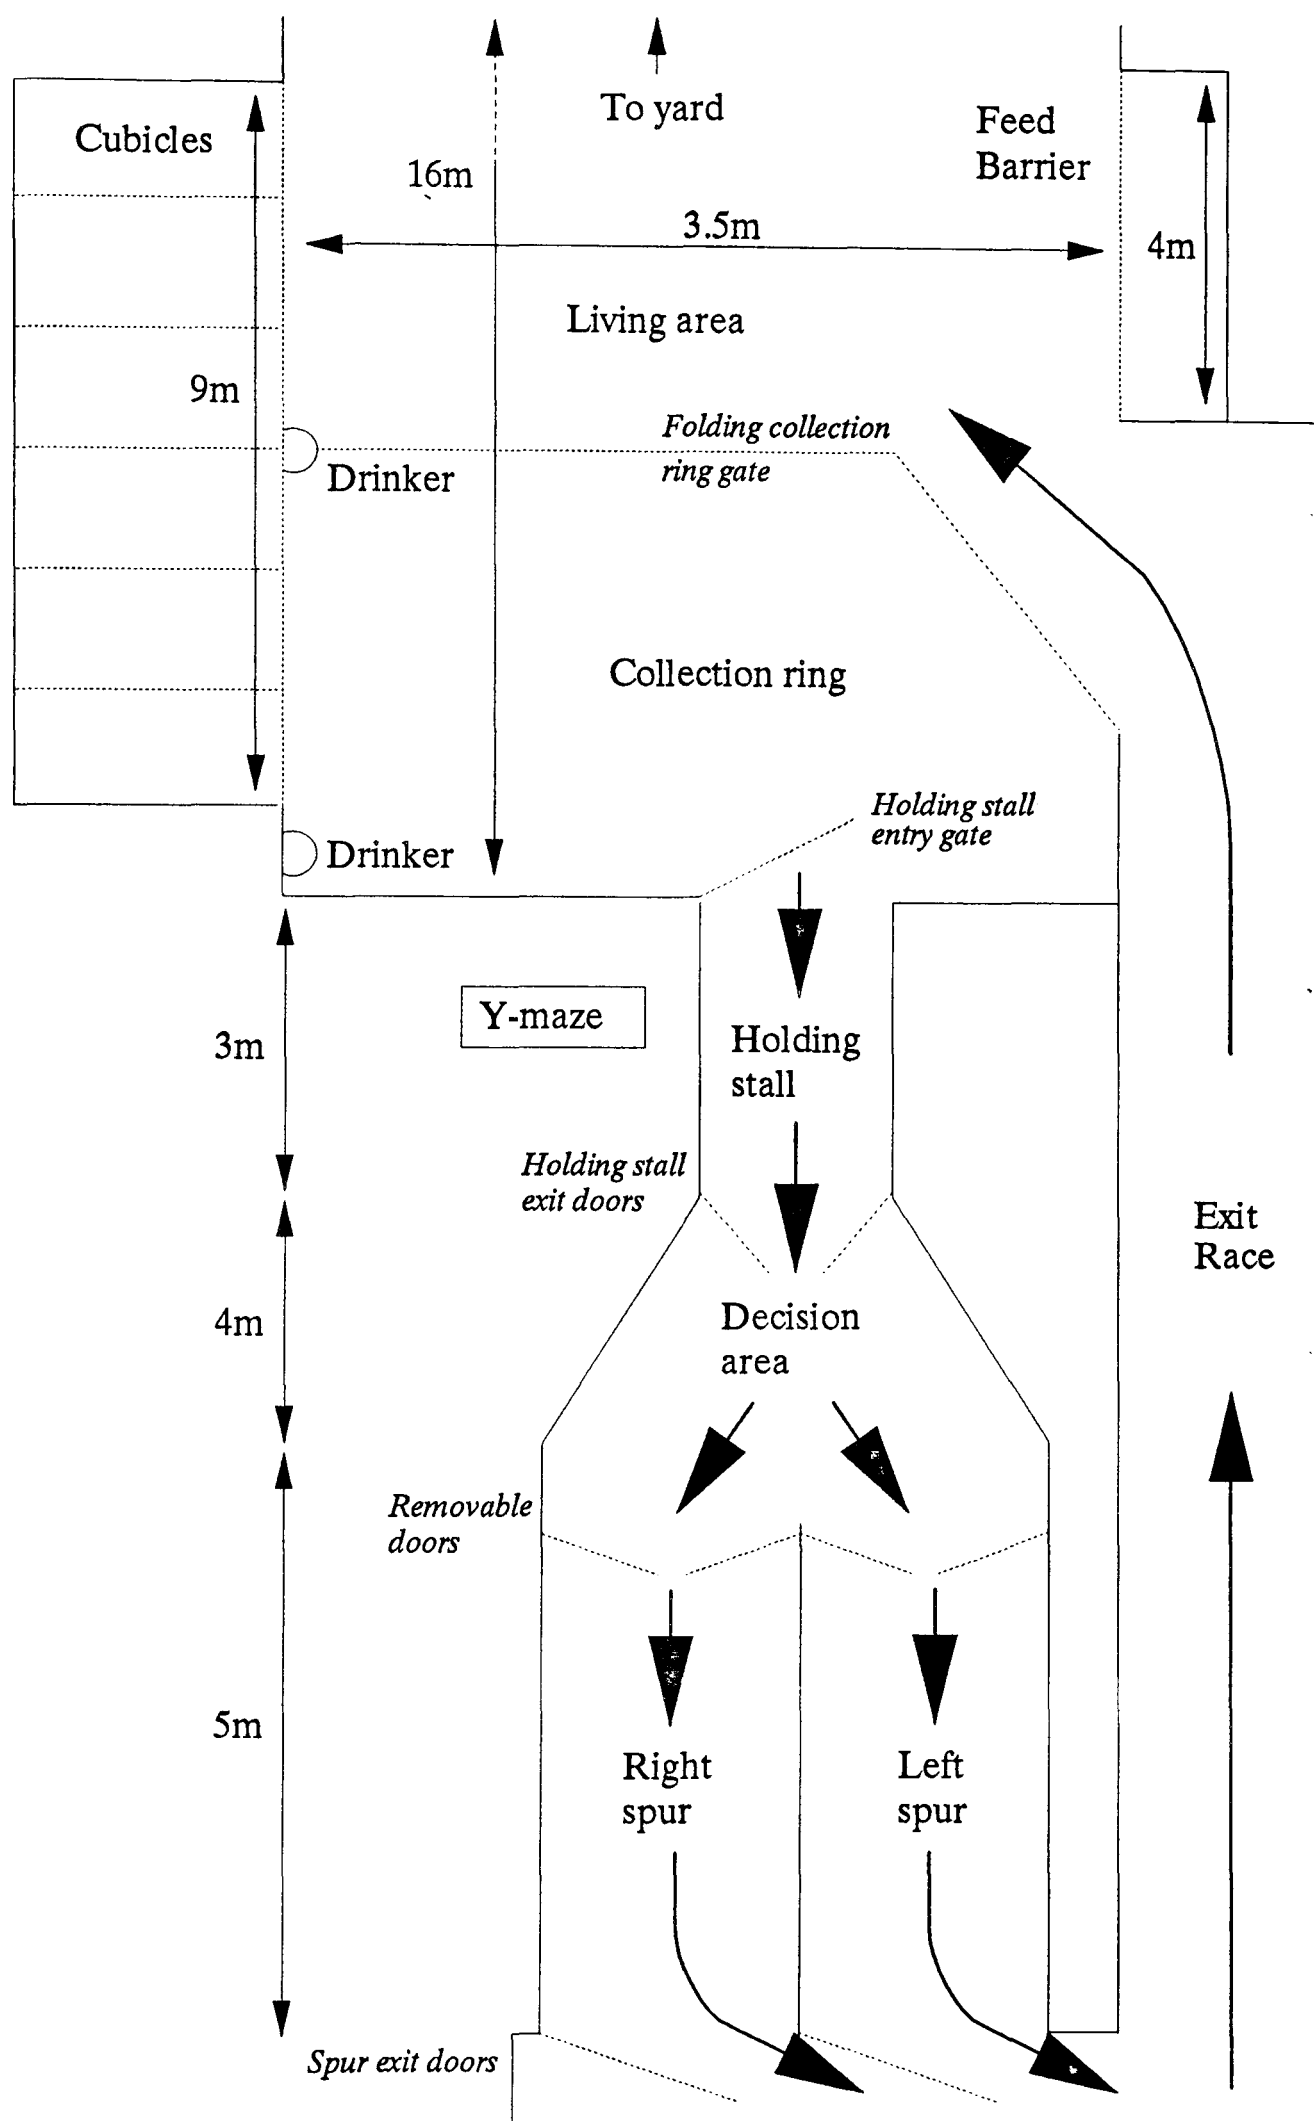 To yard
Cubicles
Feed
Barrier
16m
3.5m
4m
Living area
9m
Folding collection
ring gate
Drinker
Collection ring
Holding stall
entry gate
Drinker
Y-maze
3m
Holding
stall
Holding stall
exit doors
Exit
Race
4m
Decision
area
Removable
doors
5m
Right
spur
Left
spur
Spur exit doors